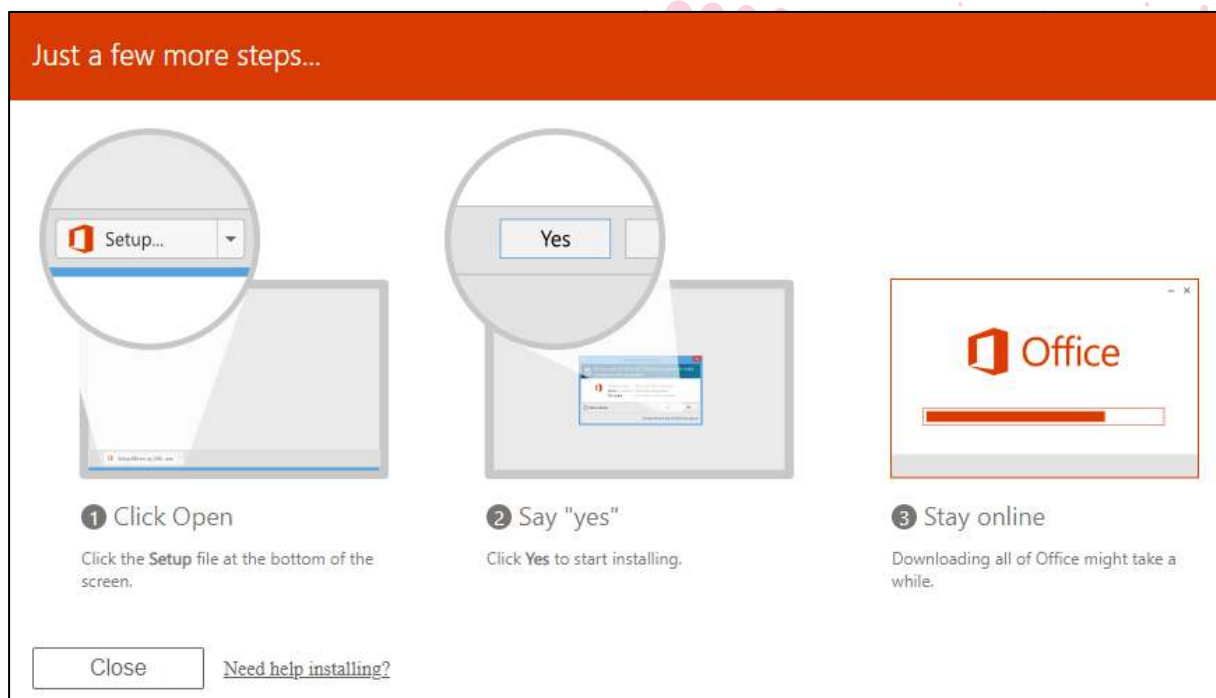 Just a few more steps...
Setup...
Yes
Office
1 Click Open
Click the Setup file at the bottom of the
screen.
2 Say "yes"
Click Yes to start installing.
3 Stay online
Downloading all of Office might take a
while.
Close
Need help installing?